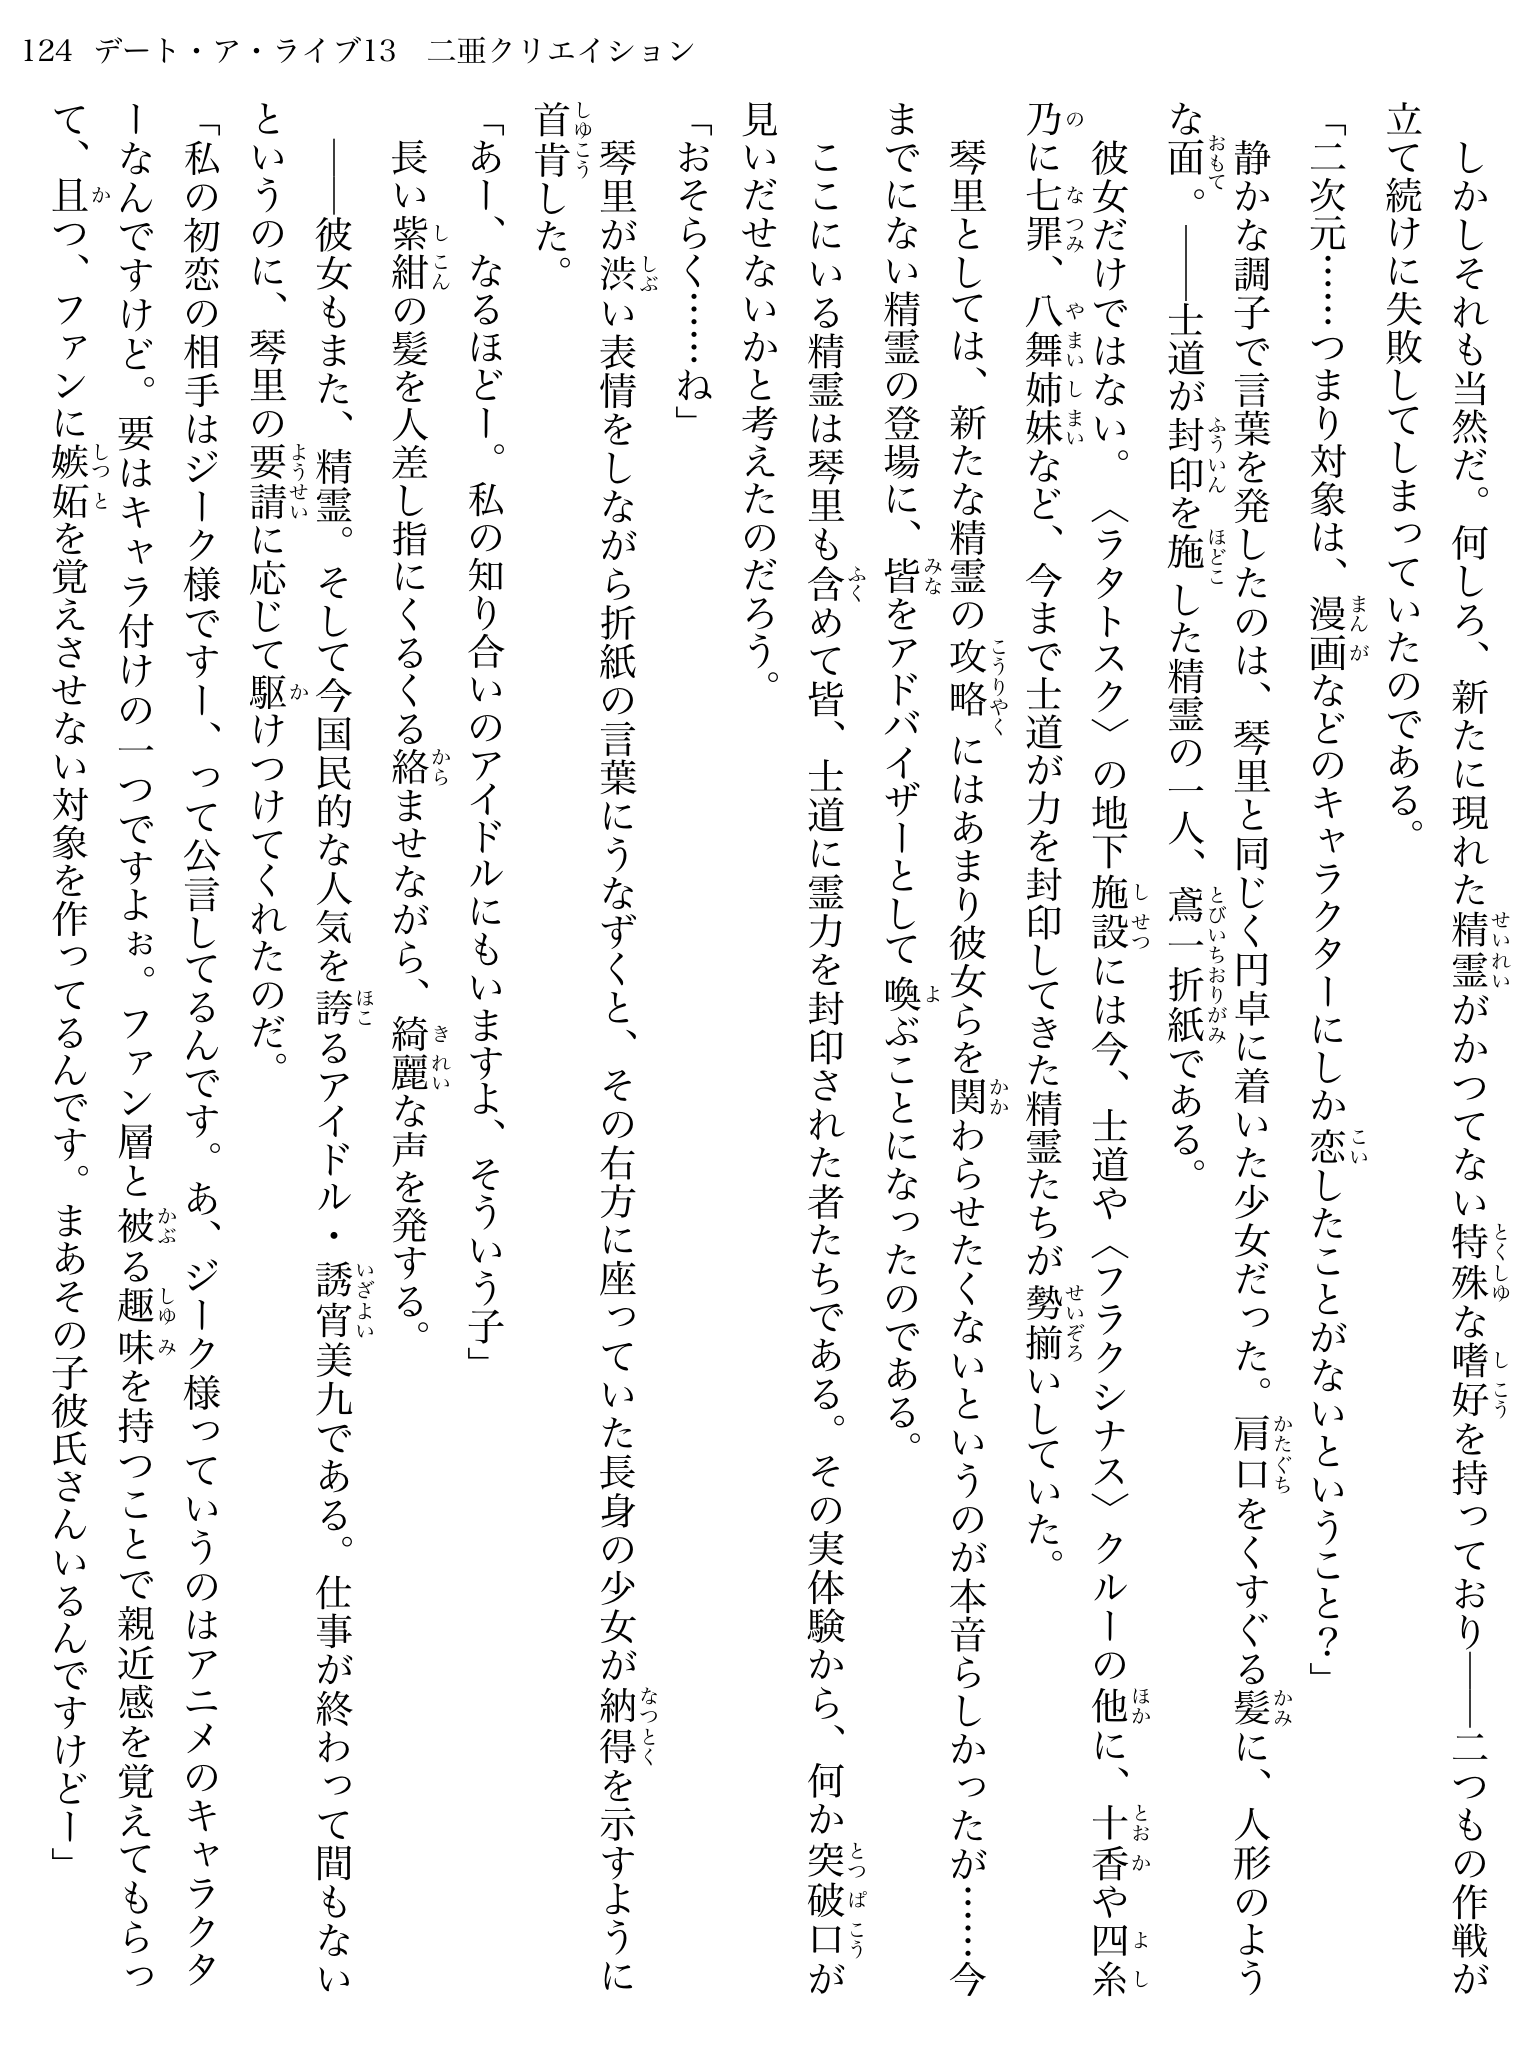 124 デート・ア・ライブ13　二亜クリエイション
　しかしそれも当然だ。何しろ、新たに現れた精霊がかつてない特殊な嗜好を持っており――二つもの作戦が
立て続けに失敗してしまっていたのである。
「二次元……つまり対象は、漫画などのキャラクターにしか恋したことがないということ？」
　静かな調子で言葉を発したのは、琴里と同じく円卓に着いた少女だった。肩口をくすぐる髪に、人形のよう
な面。――士道が封印を施した精霊の一人、鳶一折紙である。
　彼女だけではない。〈ラタトスク〉の地下施設には今、士道や〈フラクシナス〉クルーの他に、十香や四糸
乃に七罪、八舞姉妹など、今まで士道が力を封印してきた精霊たちが勢揃いしていた。
　琴里としては、新たな精霊の攻略にはあまり彼女らを関わらせたくないというのが本音らしかったが……今
までにない精霊の登場に、皆をアドバイザーとして喚ぶことになったのである。
　ここにいる精霊は琴里も含めて皆、士道に霊力を封印された者たちである。その実体験から、何か突破口が
見いだせないかと考えたのだろう。
「おそらく……ね」
　琴里が渋い表情をしながら折紙の言葉にうなずくと、その右方に座っていた長身の少女が納得を示すように
首肯した。
「あー、なるほどー。私の知り合いのアイドルにもいますよ、そういう子」
　長い紫紺の髪を人差し指にくるくる絡ませながら、綺麗な声を発する。
　――彼女もまた、精霊。そして今国民的な人気を誇るアイドル・誘宵美九である。仕事が終わって間もない
というのに、琴里の要請に応じて駆けつけてくれたのだ。
「私の初恋の相手はジーク様ですー、って公言してるんです。あ、ジーク様っていうのはアニメのキャラクタ
ーなんですけど。要はキャラ付けの一つですよぉ。ファン層と被る趣味を持つことで親近感を覚えてもらっ
て、且つ、ファンに嫉妬を覚えさせない対象を作ってるんです。まあその子彼氏さんいるんですけどー」